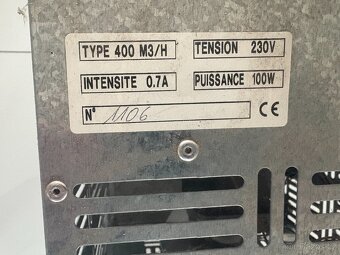 TYPE 400 M3/H TENSION 230V
INTENSITE 0.7A PUISSANCE 100W
N° 1106 CE